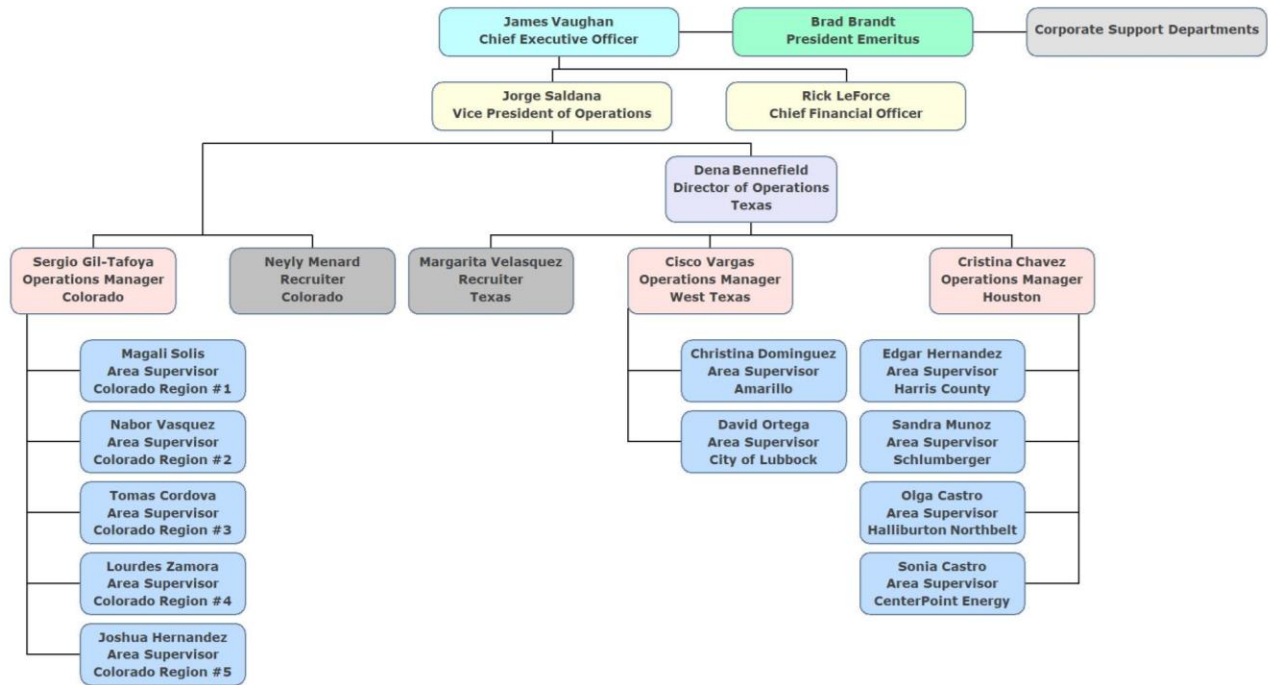 James Vaughan
Chief Executive Officer
Brad Brandt
President Emeritus
Corporate Support Departments
Jorge Saldana
Vice President of Operations
Rick LeForce
Chief Financial Officer
Dena Bennefield
Director of Operations
Texas
Sergio Gil-Tafoya
Operations Manager
Colorado
Neyly Menard
Recruiter
Colorado
Margarita Velasquez
Recruiter
Texas
Cisco Vargas
Operations Manager
West Texas
Cristina Chavez
Operations Manager
Houston
Magali Solis
Area Supervisor
Colorado Region #1
Nabor Vasquez
Area Supervisor
Colorado Region #2
Tomas Cordova
Area Supervisor
Colorado Region #3
Lourdes Zamora
Area Supervisor
Colorado Region #4
Joshua Hernandez
Area Supervisor
Colorado Region #5
Christina Dominguez
Area Supervisor
Amarillo
David Ortega
Area Supervisor
City of Lubbock
Edgar Hernandez
Area Supervisor
Harris County
Sandra Munoz
Area Supervisor
Schlumberger
Olga Castro
Area Supervisor
Halliburton Northbelt
Sonia Castro
Area Supervisor
CenterPoint Energy